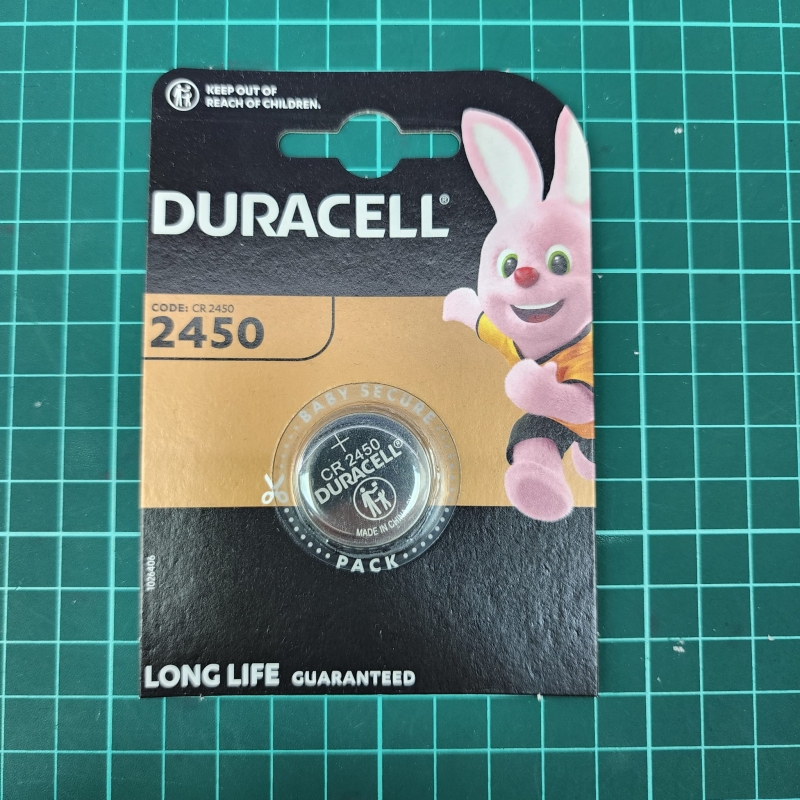 KEEP OUT OF
REACH OF CHILDREN.
DURACELL®
CODE: CR 2450
2450
BABY SECURE
+
CR 2450
DURACELL®
MADE IN CHINA
PACK
1026406
LONG LIFE GUARANTEED